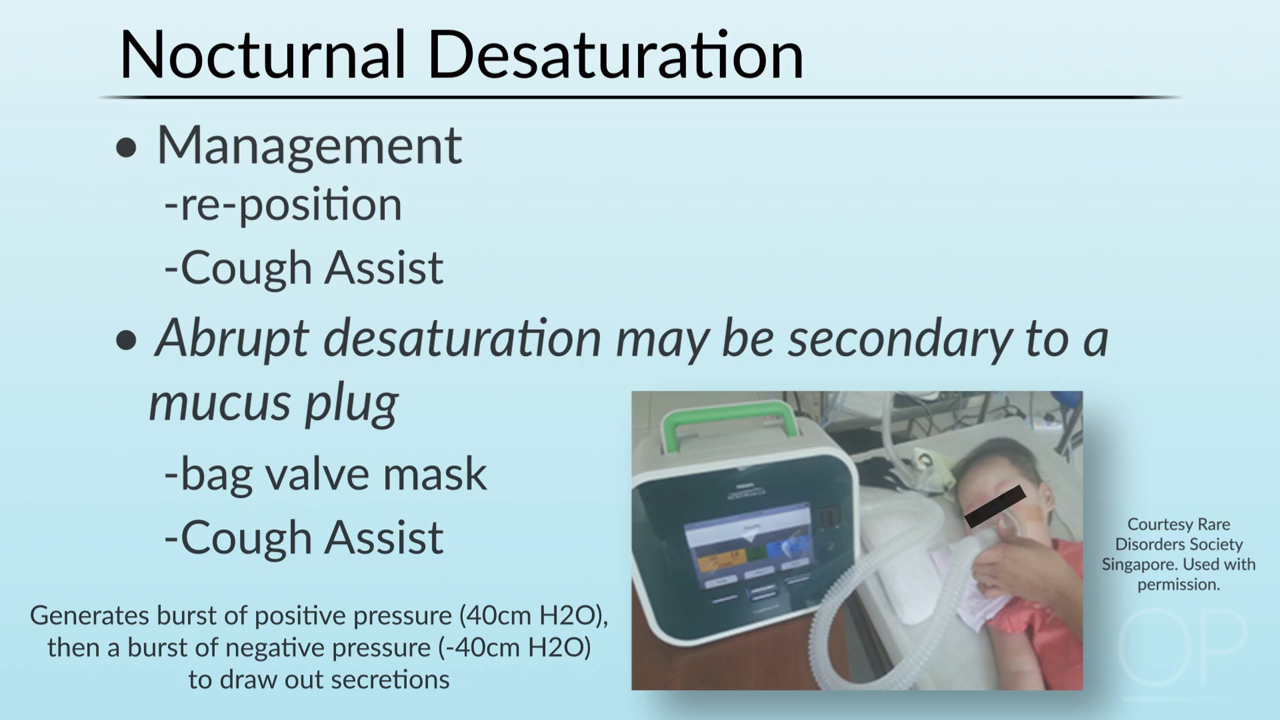 Nocturnal Desaturation
• Management
-re-position
-Cough Assist
• Abrupt desaturation may be secondary to a
mucus plug
-bag valve mask
-Cough Assist
Generates burst of positive pressure (40cm H2O),
then a burst of negative pressure (-40cm H2O)
to draw out secretions
Courtesy Rare
Disorders Society
Singapore. Used with
permission.
OP